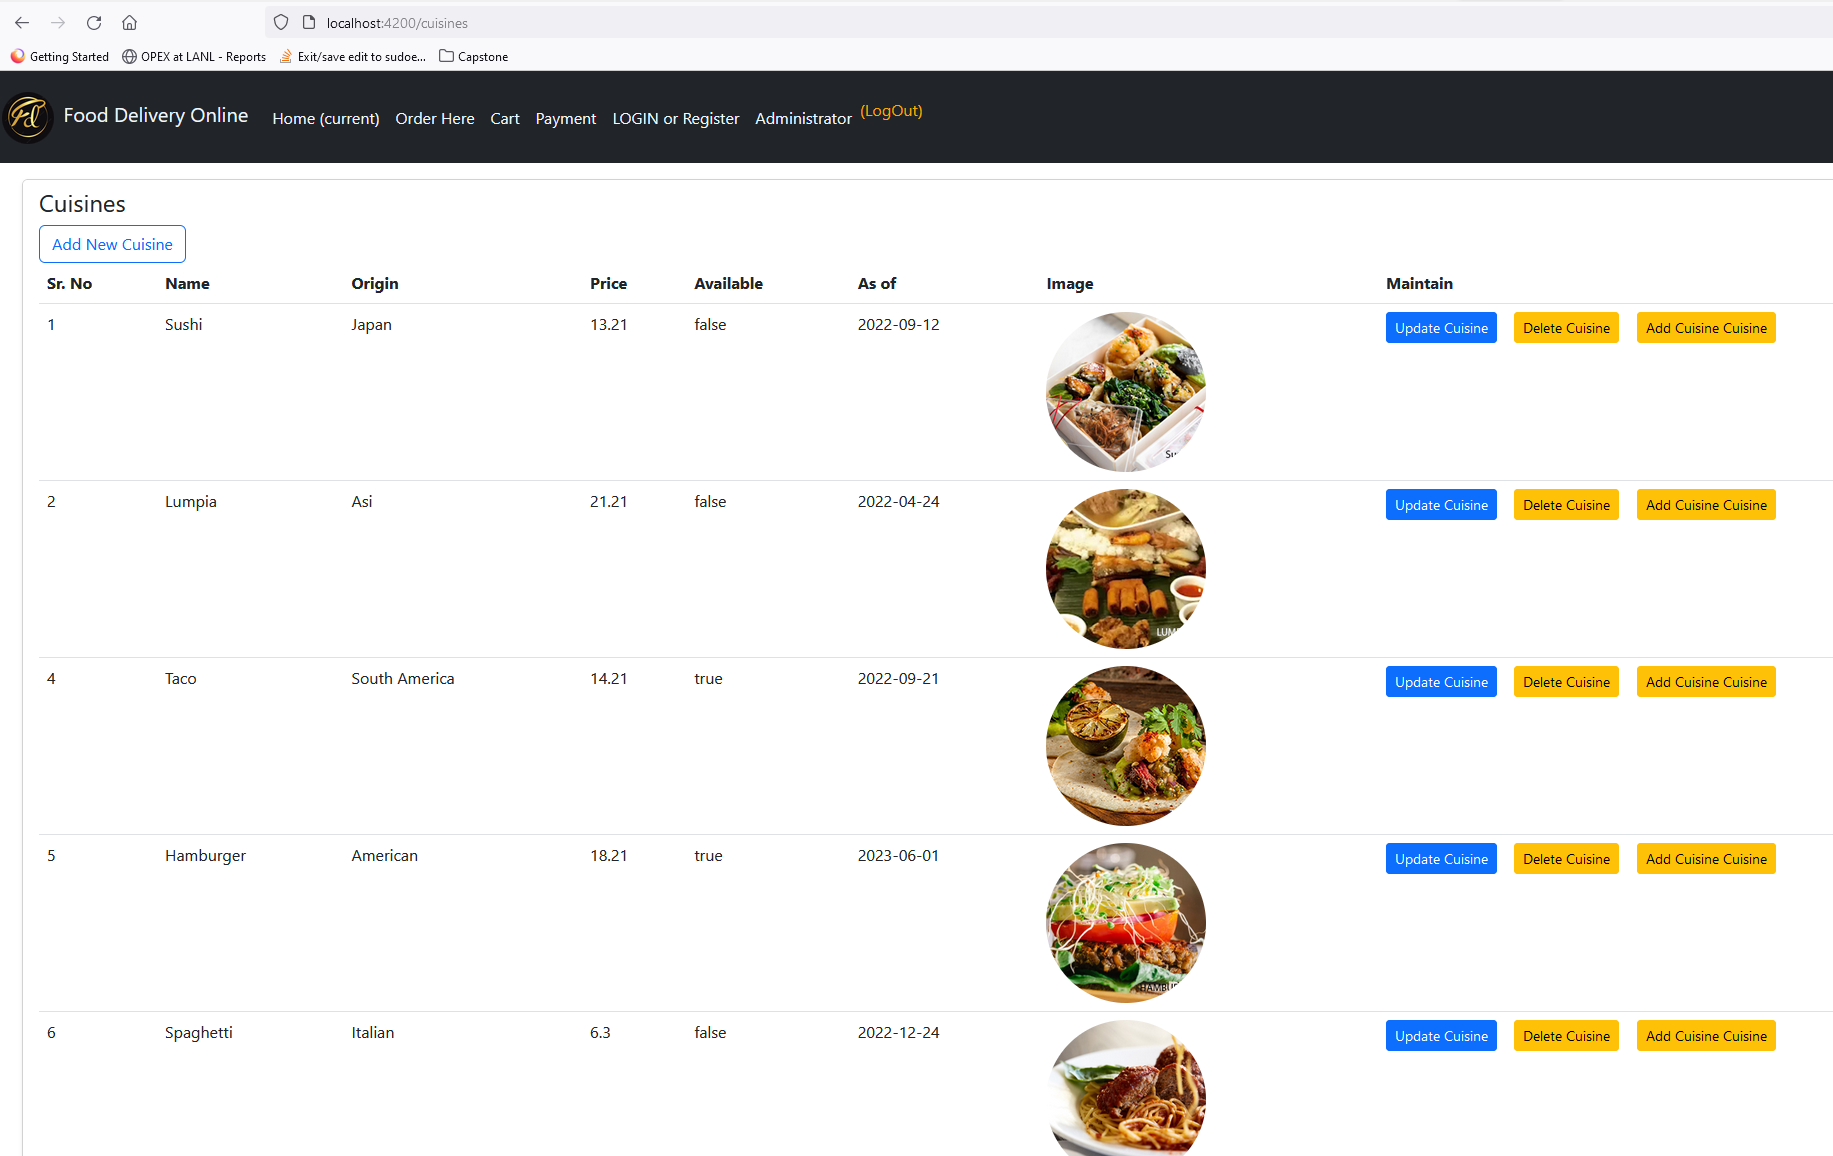 localhost:4200/cuisines
Getting Started OPEX at LANL - Reports Exit/save edit to sudoe... Capstone
Food Delivery Online Home (current) Order Here Cart Payment LOGIN or Register Administrator (LogOut)
Cuisines
Add New Cuisine
Sr. No Name Origin Price Available As of Image Maintain
1 Sushi Japan 13.21 false 2022-09-12 Update Cuisine Delete Cuisine Add Cuisine Cuisine
2 Lumpia Asi 21.21 false 2022-04-24 Update Cuisine Delete Cuisine Add Cuisine Cuisine
4 Taco South America 14.21 true 2022-09-21 Update Cuisine Delete Cuisine Add Cuisine Cuisine
5 Hamburger American 18.21 true 2023-06-01 Update Cuisine Delete Cuisine Add Cuisine Cuisine
6 Spaghetti Italian 6.3 false 2022-12-24 Update Cuisine Delete Cuisine Add Cuisine Cuisine